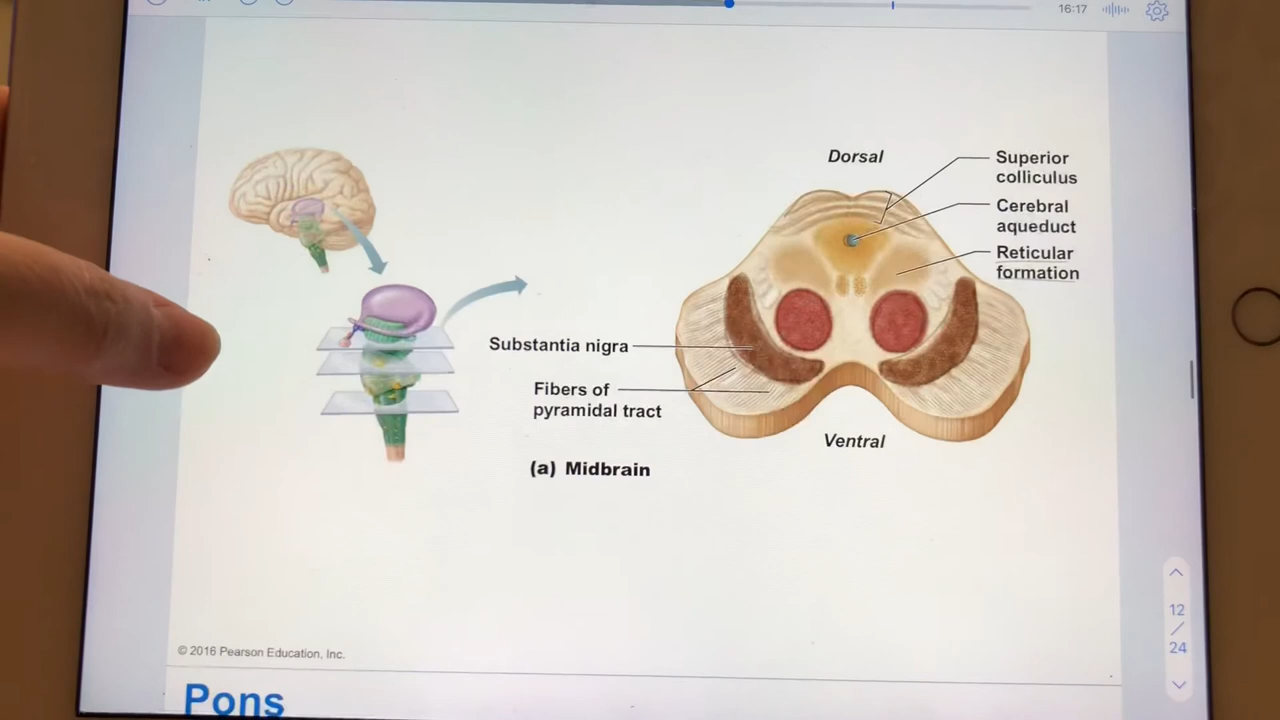 16:17
Dorsal
Superior
colliculus
Cerebral
aqueduct
Reticular
formation
Substantia nigra
Fibers of
pyramidal tract
Ventral
(a) Midbrain
12
/
24
© 2016 Pearson Education, Inc.
Pons